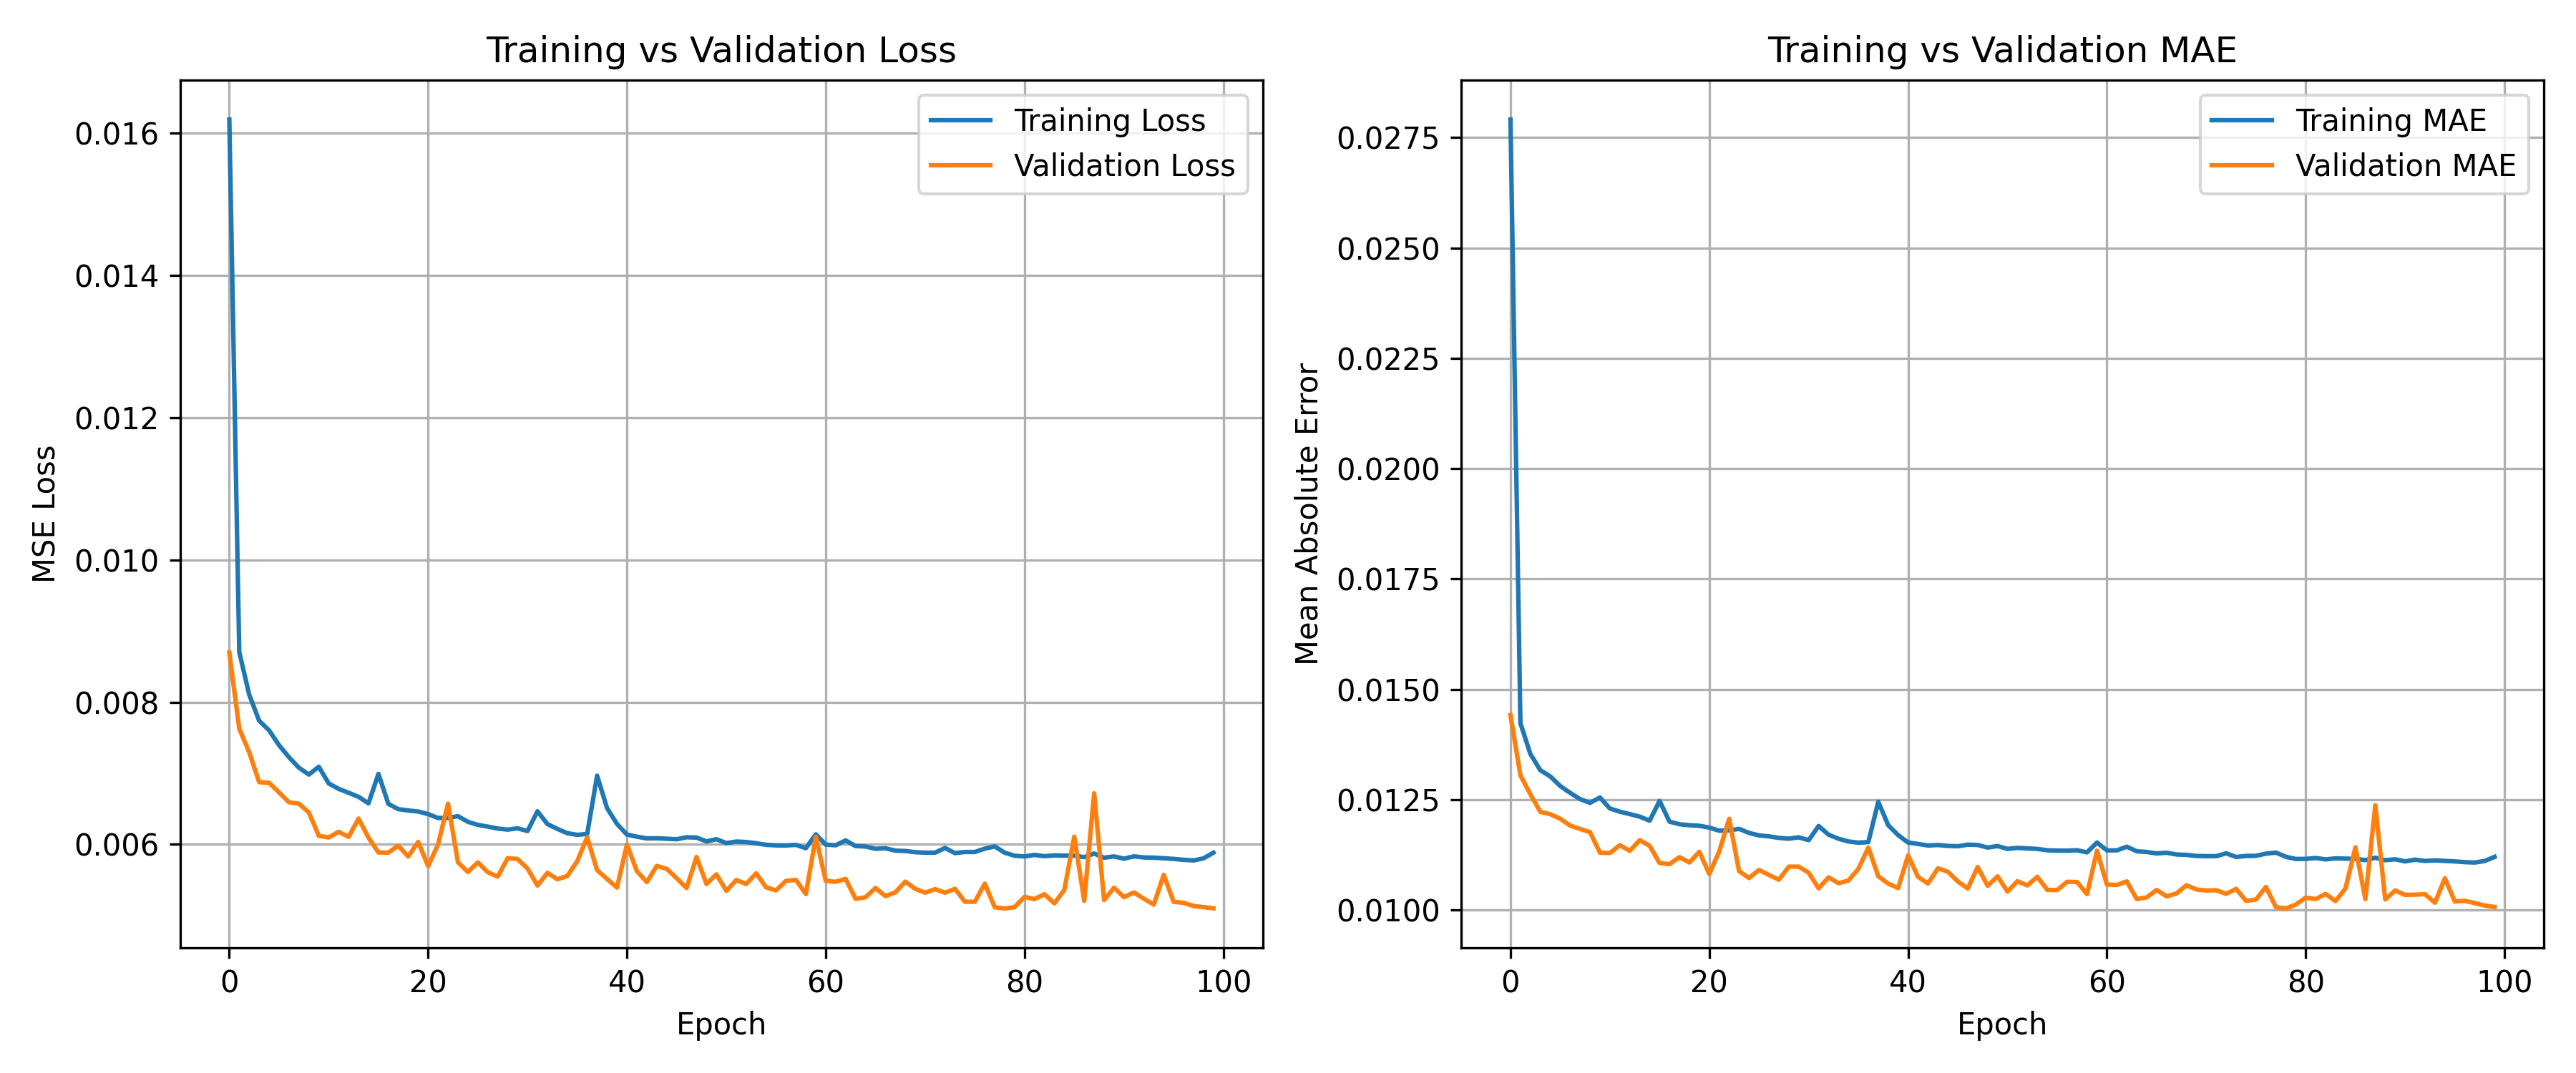 Training vs Validation Loss
MSE Loss
0.016
0.014
0.012
0.010
0.008
0.006
Training Loss
Validation Loss
0 20 40 60 80 100
Epoch
Training vs Validation MAE
Mean Absolute Error
0.0275
0.0250
0.0225
0.0200
0.0175
0.0150
0.0125
0.0100
Training MAE
Validation MAE
0 20 40 60 80 100
Epoch